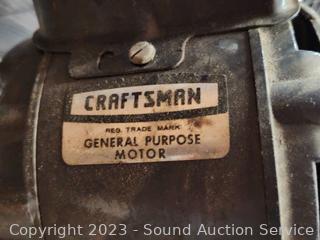 CRAFTSMAN
REG. TRADE MARK
GENERAL PURPOSE
MOTOR
Copyright © 2023 - Sound Auction Service